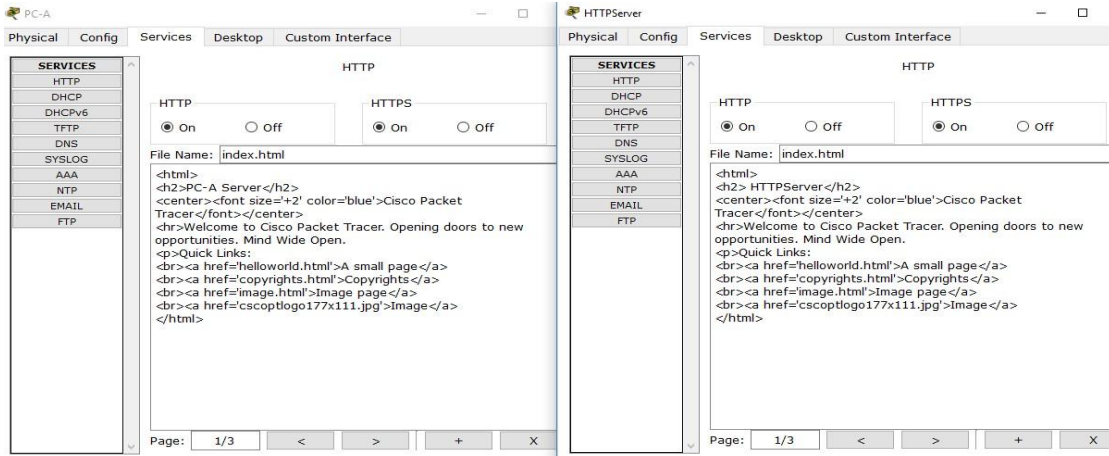 PC-A
Physical Config Services Desktop Custom Interface
SERVICES
HTTP
DHCP
DHCPv6
TFTP
DNS
SYSLOG
AAA
NTP
EMAIL
FTP
HTTP
HTTP
On Off
HTTPS
On Off
File Name: index.html
<html>
<h2>PC-A Server</h2>
<center><font size='+2' color='blue'>Cisco Packet
Tracer</font></center>
<hr>Welcome to Cisco Packet Tracer. Opening doors to new
opportunities. Mind Wide Open.
<p>Quick Links:
<br><a href='helloworld.html'>A small page</a>
<br><a href='copyrights.html'>Copyrights</a>
<br><a href='image.html'>Image page</a>
<br><a href='cscoptlogo177x111.jpg'>Image</a>
</html>
Page: 1/3 < > + X
HTTPServer
Physical Config Services Desktop Custom Interface
SERVICES
HTTP
DHCP
DHCPv6
TFTP
DNS
SYSLOG
AAA
NTP
EMAIL
FTP
HTTP
HTTP
On Off
HTTPS
On Off
File Name: index.html
<html>
<h2> HTTPServer</h2>
<center><font size='+2' color='blue'>Cisco Packet
Tracer</font></center>
<hr>Welcome to Cisco Packet Tracer. Opening doors to new
opportunities. Mind Wide Open.
<p>Quick Links:
<br><a href='helloworld.html'>A small page</a>
<br><a href='copyrights.html'>Copyrights</a>
<br><a href='image.html'>Image page</a>
<br><a href='cscoptlogo177x111.jpg'>Image</a>
</html>
Page: 1/3 < > + X